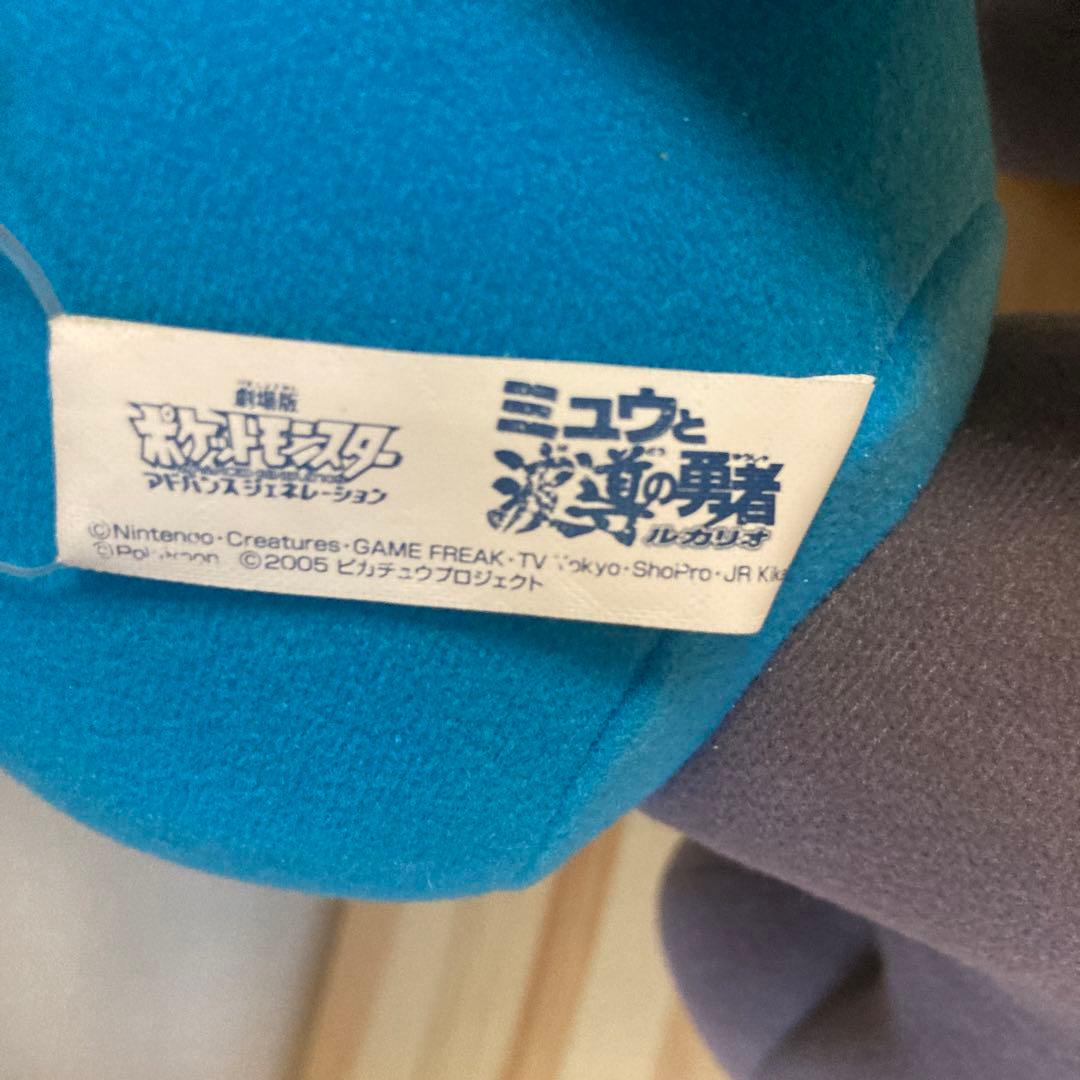 劇場版
ポケットモンスター
アドバンスジェネレーション
ミュウと
波導の勇者
ルカリオ
©Nintendo・Creatures・GAME FREAK・TV Tokyo・ShoPro・JR Kika
©Pokémon ©2005 ピカチュウプロジェクト